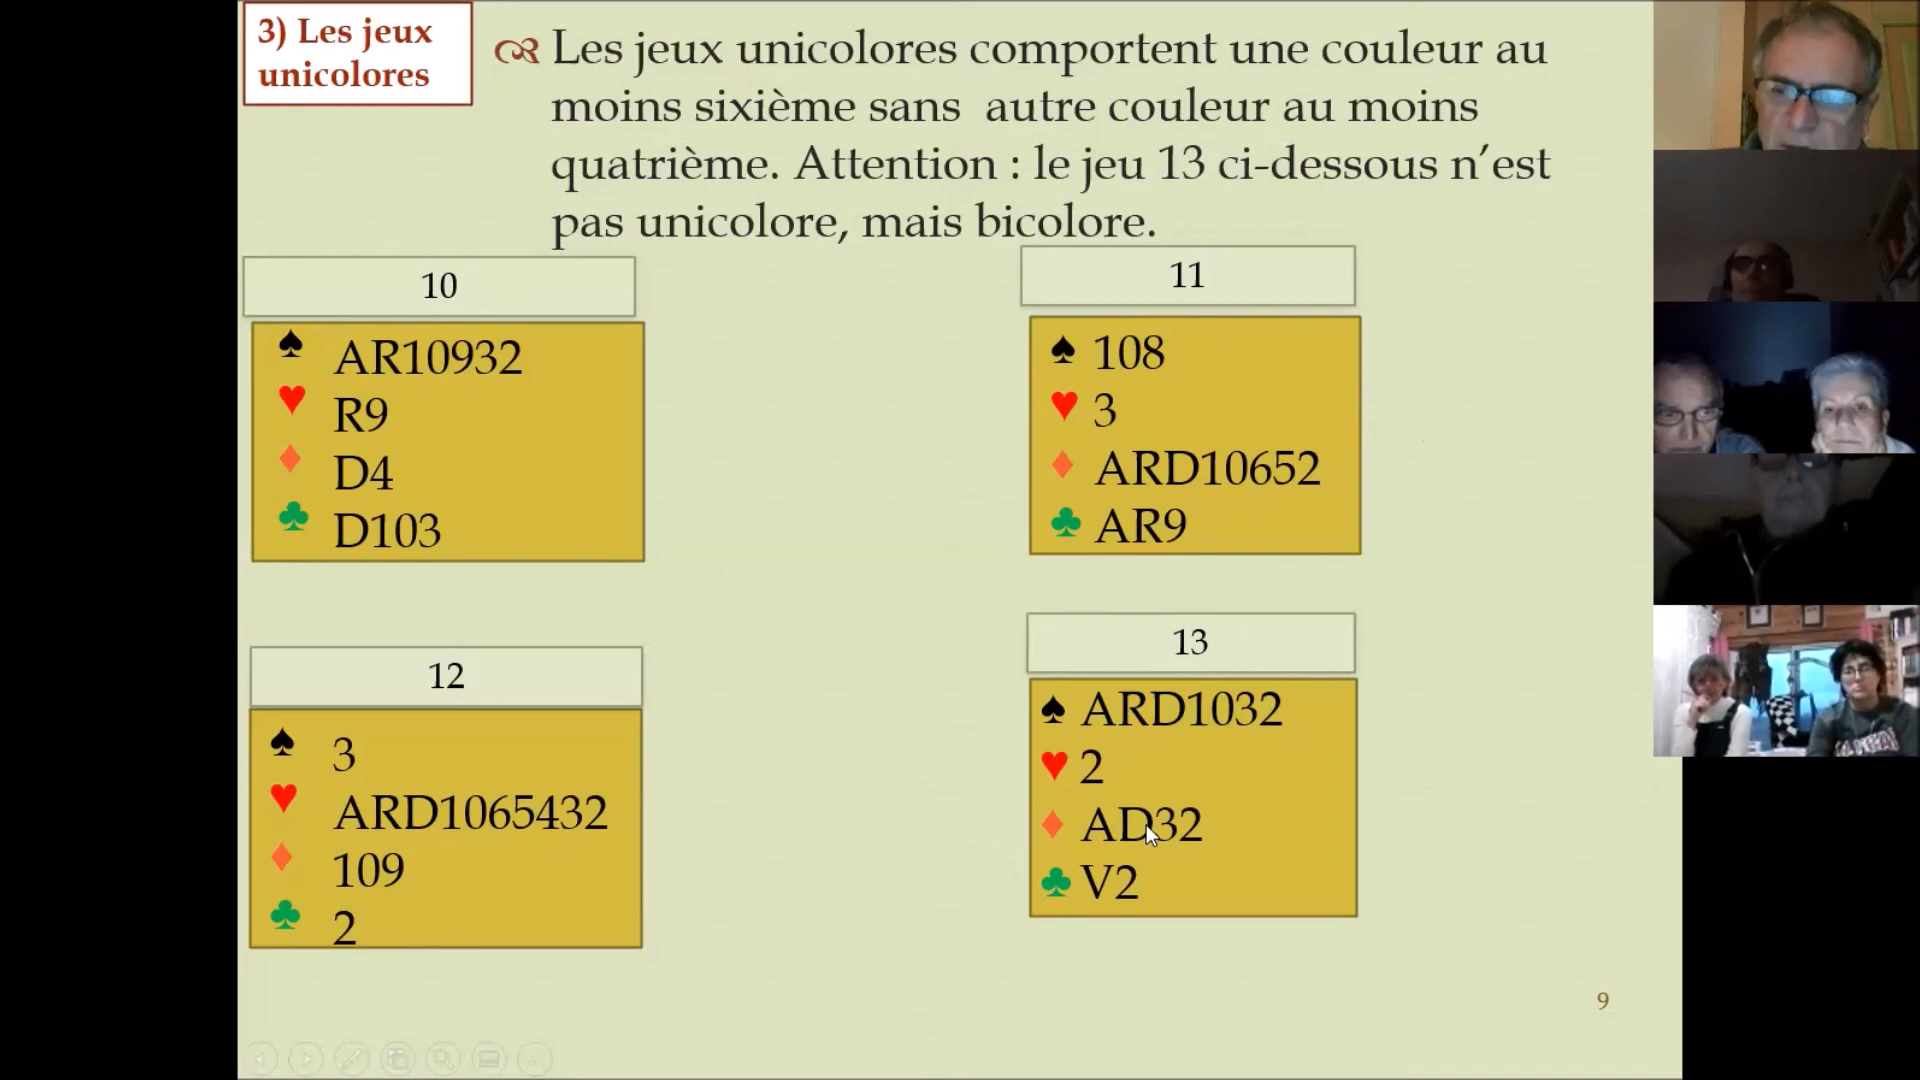 3) Les jeux
unicolores
Les jeux unicolores comportent une couleur au
moins sixième sans autre couleur au moins
quatrième. Attention : le jeu 13 ci-dessous n’est
pas unicolore, mais bicolore.
10
♠ AR10932
♥ R9
♦ D4
♣ D103
11
♠ 108
♥ 3
♦ ARD10652
♣ AR9
12
♠ 3
♥ ARD1065432
♦ 109
♣ 2
13
♠ ARD1032
♥ 2
♦ AD32
♣ V2
9